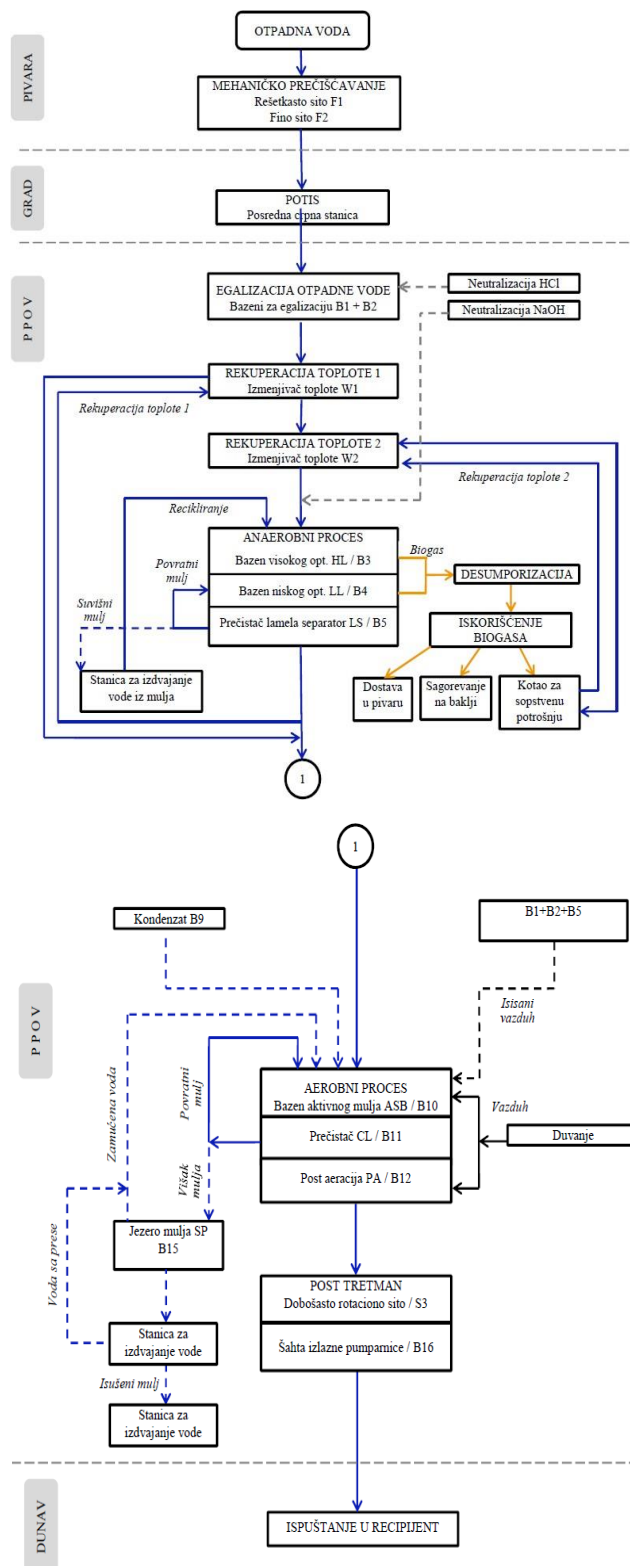 PIVARA
OTPADNA VODA
MEHANIČKO PREČIŠĆAVANJE
Rešetkasto sito F1
Fino sito F2
GRAD
POTIS
Posredna crpna stanica
P P O V
EGALIZACIJA OTPADNE VODE
Bazeni za egalizaciju B1 + B2
Neutralizacija HCl
Neutralizacija NaOH
REKUPERACIJA TOPLOTE 1
Izmenjivač toplote W1
Rekuperacija toplote 1
REKUPERACIJA TOPLOTE 2
Izmenjivač toplote W2
Rekuperacija toplote 2
Recikliranje
ANAEROBNI PROCES
Bazen visokog opt. HL / B3
Bazen niskog opt. LL / B4
Prečistač lamela separator LS / B5
Povratni
mulj
Suvišni
mulj
Biogas
DESUMPORIZACIJA
ISKORIŠĆENJE
BIOGASA
Stanica za izdvajanje
vode iz mulja
Dostava
u pivaru
Sagorevanje
na baklji
Kotao za
sopstvenu
potrošnju
1
1
Kondenzat B9
B1+B2+B5
P P O V
Isisani
vazduh
Zamućena voda
Povratni
mulj
AEROBNI PROCES
Bazen aktivnog mulja ASB / B10
Prečistač CL / B11
Post aeracija PA / B12
Vazduh
Duvanje
Višak
mulja
Jezero mulja SP
B15
Voda sa prese
POST TRETMAN
Dobošasto rotaciono sito / S3
Šahta izlazne pumparnice / B16
Stanica za
izdvajanje vode
Isušeni mulj
Stanica za
izdvajanje vode
DUNAV
ISPUŠTANJE U RECIPIJENT